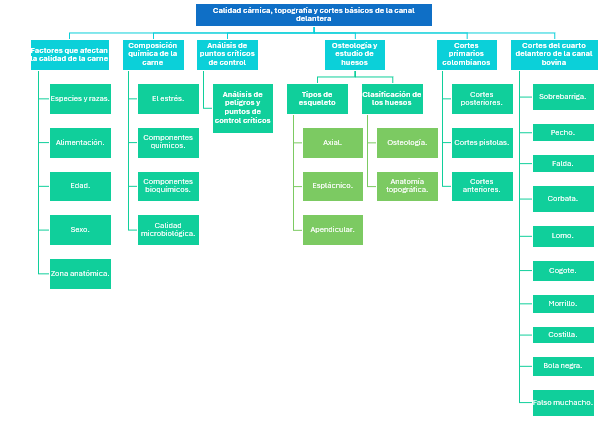 Calidad cárnica, topografía y cortes básicos de la canal
delantera
Factores que afectan
la calidad de la carne
Especies y razas.
Alimentación.
Edad.
Sexo.
Zona anatómica.
Composición
química de la
carne
El estrés.
Componentes
químicos.
Componentes
bioquímicos.
Calidad
microbiológica.
Análisis de
puntos críticos
de control
Análisis de
peligros y
puntos de
control críticos
Osteología y
estudio de
huesos
Tipos de
esqueleto
Axial.
Esplácnico.
Apendicular.
Clasificación de
los huesos
Osteología.
Anatomía
topográfica.
Cortes
primarios
colombianos
Cortes
posteriores.
Cortes pistolas.
Cortes
anteriores.
Cortes del cuarto
delantero de la canal
bovina
Sobrebarriga.
Pecho.
Falda.
Corbata.
Lomo.
Cogote.
Morrillo.
Costilla.
Bola negra.
Falso muchacho.